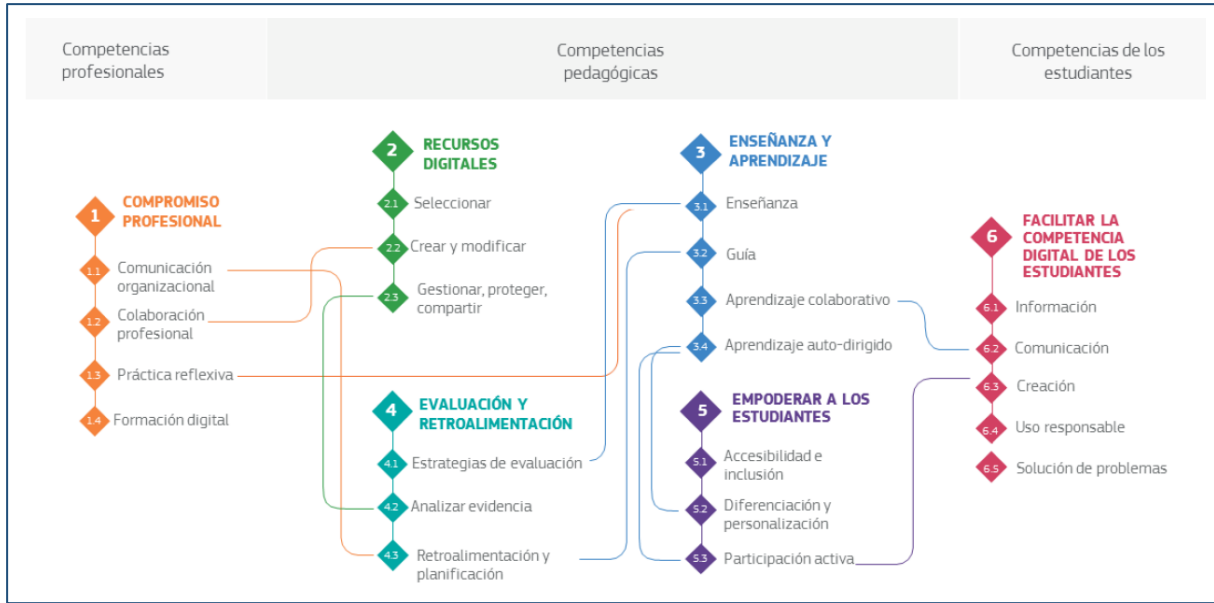 Competencias
profesionales
Competencias
pedagógicas
Competencias de los
estudiantes
1
COMPROMISO
PROFESIONAL
1.1
Comunicación
organizacional
1.2
Colaboración
profesional
1.3
Práctica reflexiva
1.4
Formación digital
2
RECURSOS
DIGITALES
2.1
Seleccionar
2.2
Crear y modificar
2.3
Gestionar, proteger,
compartir
4
EVALUACIÓN Y
RETROALIMENTACIÓN
4.1
Estrategias de evaluación
4.2
Analizar evidencia
4.3
Retroalimentación y
planificación
3
ENSEÑANZA Y
APRENDIZAJE
3.1
Enseñanza
3.2
Guía
3.3
Aprendizaje colaborativo
3.4
Aprendizaje auto-dirigido
5
EMPODERAR A LOS
ESTUDIANTES
5.1
Accesibilidad e
inclusión
5.2
Diferenciación y
personalización
5.3
Participación activa
6
FACILITAR LA
COMPETENCIA
DIGITAL DE LOS
ESTUDIANTES
6.1
Información
6.2
Comunicación
6.3
Creación
6.4
Uso responsable
6.5
Solución de problemas